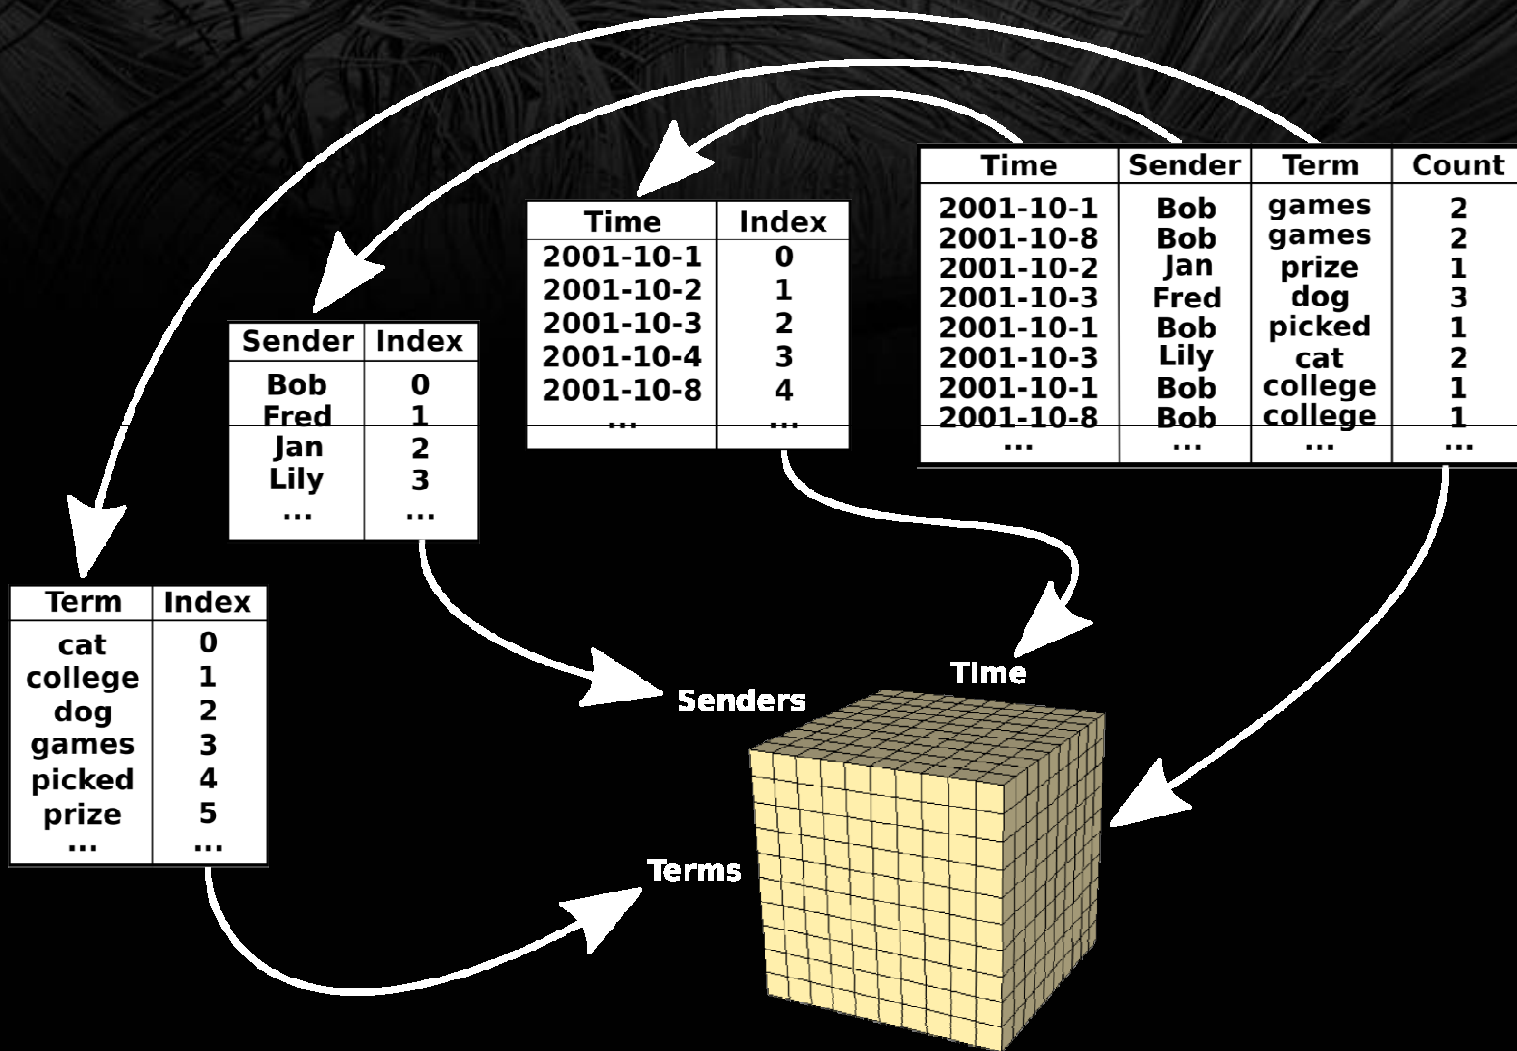 Time Sender Term Count
2001-10-1 Bob games 2
2001-10-8 Bob games 2
2001-10-2 Jan prize 1
2001-10-3 Fred dog 3
2001-10-1 Bob picked 1
2001-10-3 Lily cat 2
2001-10-1 Bob college 1
2001-10-8 Bob college 1
... ... ... ...
Time Index
2001-10-1 0
2001-10-2 1
2001-10-3 2
2001-10-4 3
2001-10-8 4
... ...
Sender Index
Bob 0
Fred 1
Jan 2
Lily 3
... ...
Term Index
cat 0
college 1
dog 2
games 3
picked 4
prize 5
... ...
Time
Senders
Terms